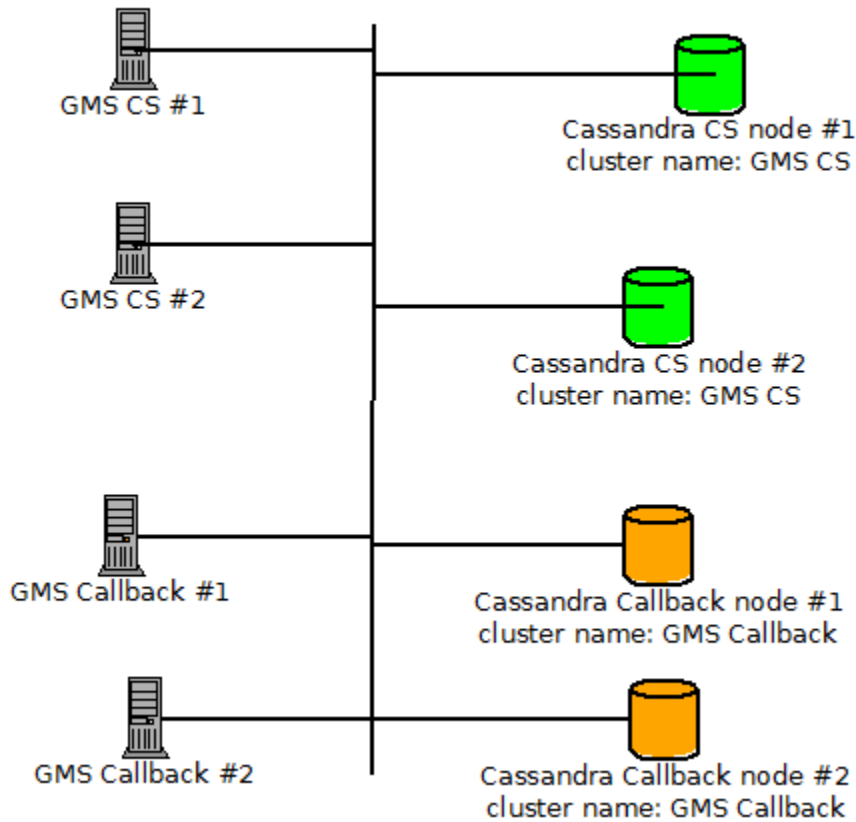 GMS CS #1
Cassandra CS node #1
cluster name: GMS CS
GMS CS #2
Cassandra CS node #2
cluster name: GMS CS
GMS Callback #1
Cassandra Callback node #1
cluster name: GMS Callback
GMS Callback #2
Cassandra Callback node #2
cluster name: GMS Callback